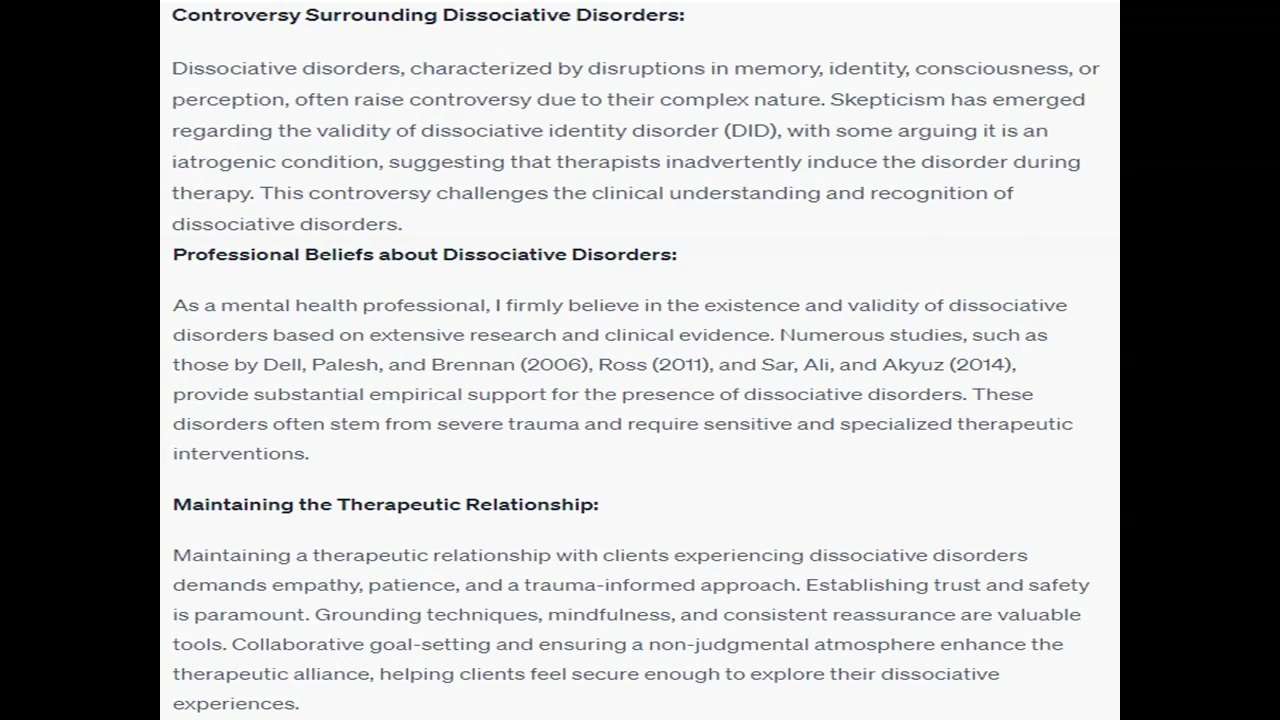 Controversy Surrounding Dissociative Disorders:
Dissociative disorders, characterized by disruptions in memory, identity, consciousness, or
perception, often raise controversy due to their complex nature. Skepticism has emerged
regarding the validity of dissociative identity disorder (DID), with some arguing it is an
iatrogenic condition, suggesting that therapists inadvertently induce the disorder during
therapy. This controversy challenges the clinical understanding and recognition of
dissociative disorders.
Professional Beliefs about Dissociative Disorders:
As a mental health professional, I firmly believe in the existence and validity of dissociative
disorders based on extensive research and clinical evidence. Numerous studies, such as
those by Dell, Palesh, and Brennan (2006), Ross (2011), and Sar, Ali, and Akyuz (2014),
provide substantial empirical support for the presence of dissociative disorders. These
disorders often stem from severe trauma and require sensitive and specialized therapeutic
interventions.
Maintaining the Therapeutic Relationship:
Maintaining a therapeutic relationship with clients experiencing dissociative disorders
demands empathy, patience, and a trauma-informed approach. Establishing trust and safety
is paramount. Grounding techniques, mindfulness, and consistent reassurance are valuable
tools. Collaborative goal-setting and ensuring a non-judgmental atmosphere enhance the
therapeutic alliance, helping clients feel secure enough to explore their dissociative
experiences.